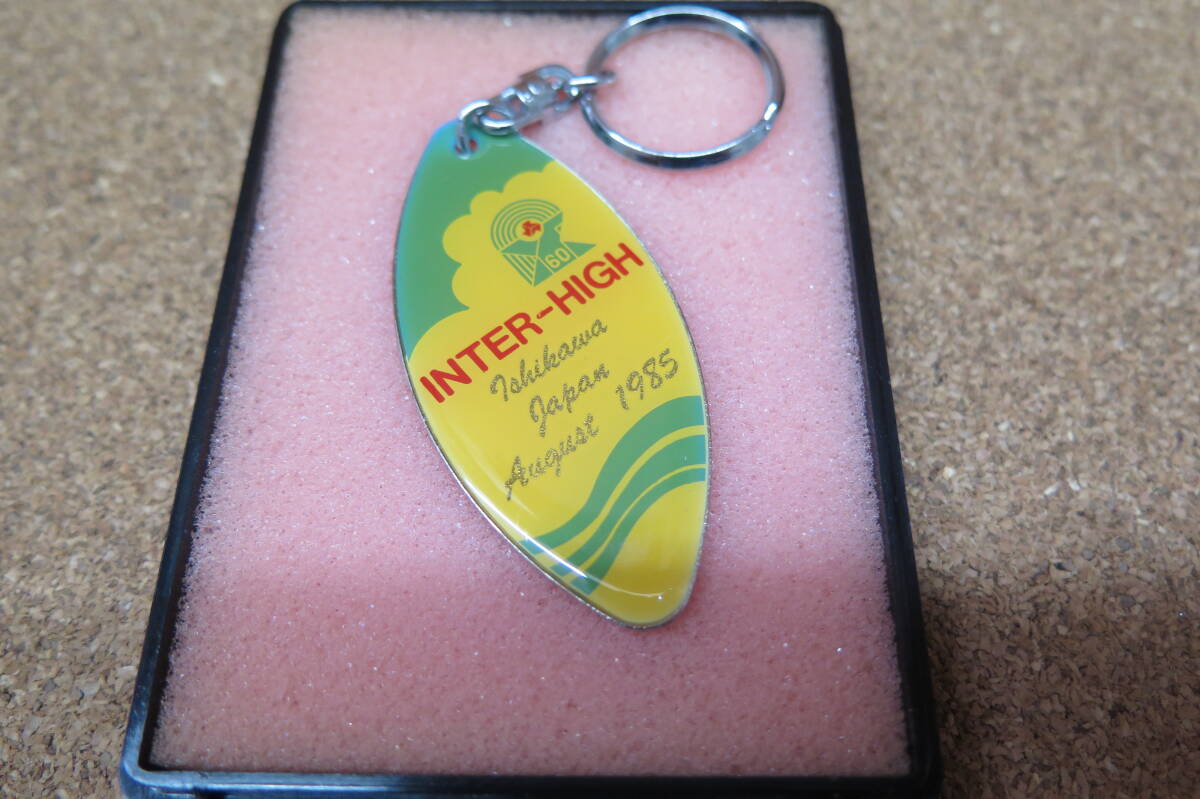 60
INTER-HIGH
Ishikawa
Japan
August 1985